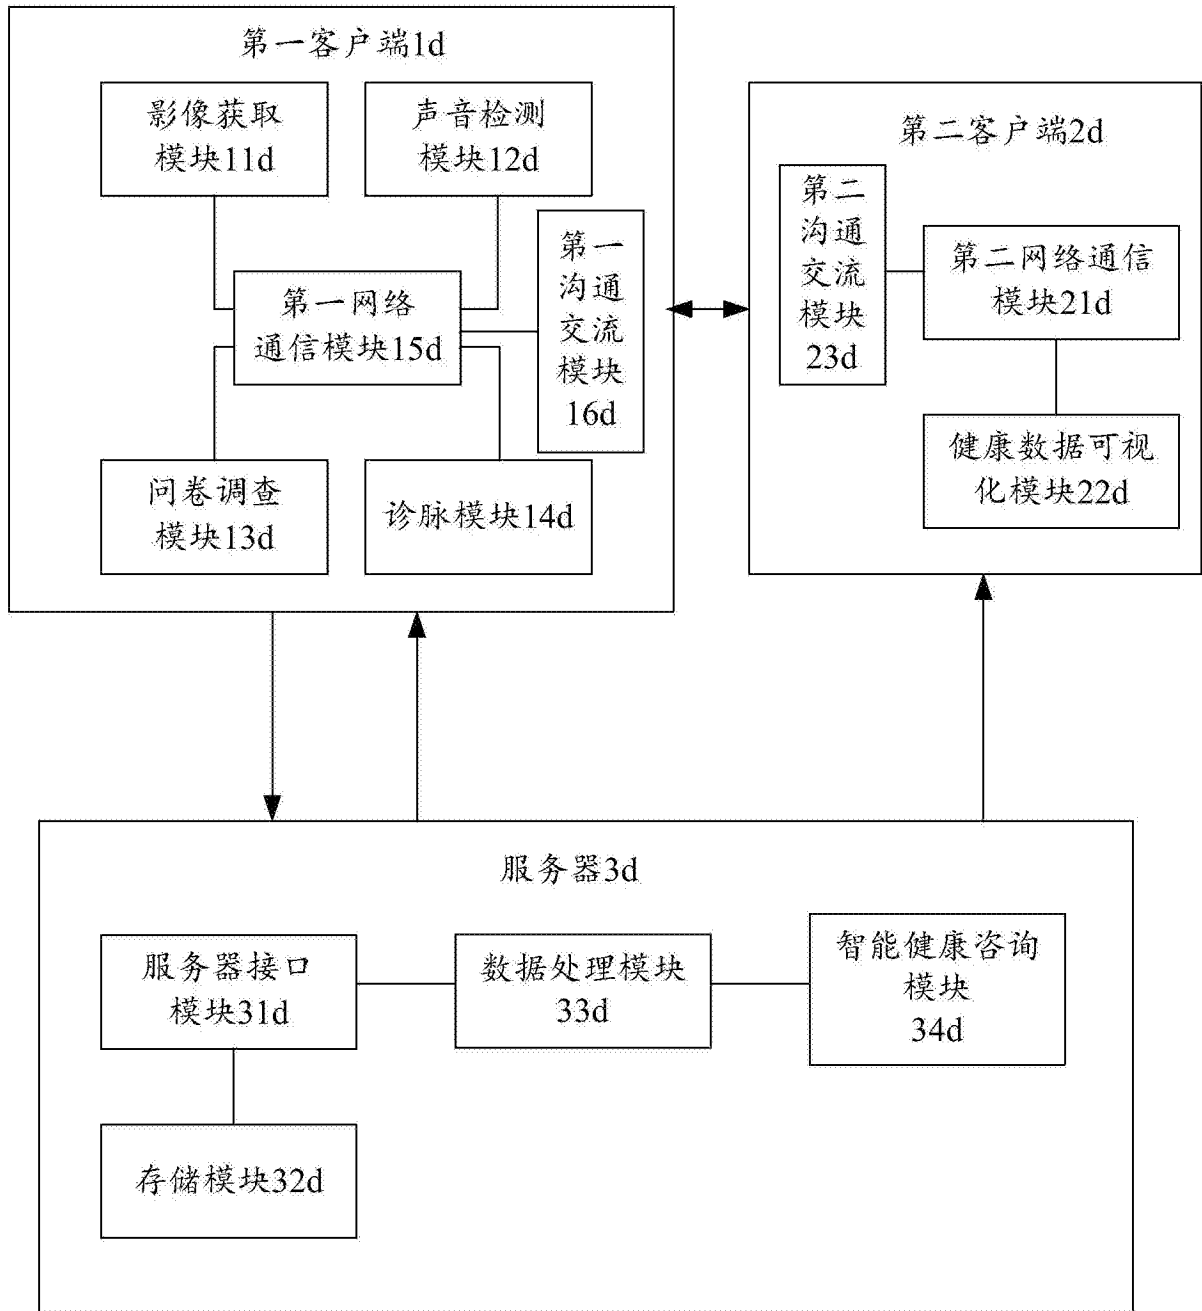 第一客户端1d
影像获取
模块11d
声音检测
模块12d
第一网络
通信模块15d
第一
沟通
交流
模块
16d
问卷调查
模块13d
诊脉模块14d
第二客户端2d
第二
沟通
交流
模块
23d
第二网络通信
模块21d
健康数据可视
化模块22d
服务器3d
服务器接口
模块31d
数据处理模块
33d
智能健康咨询
模块
34d
存储模块32d